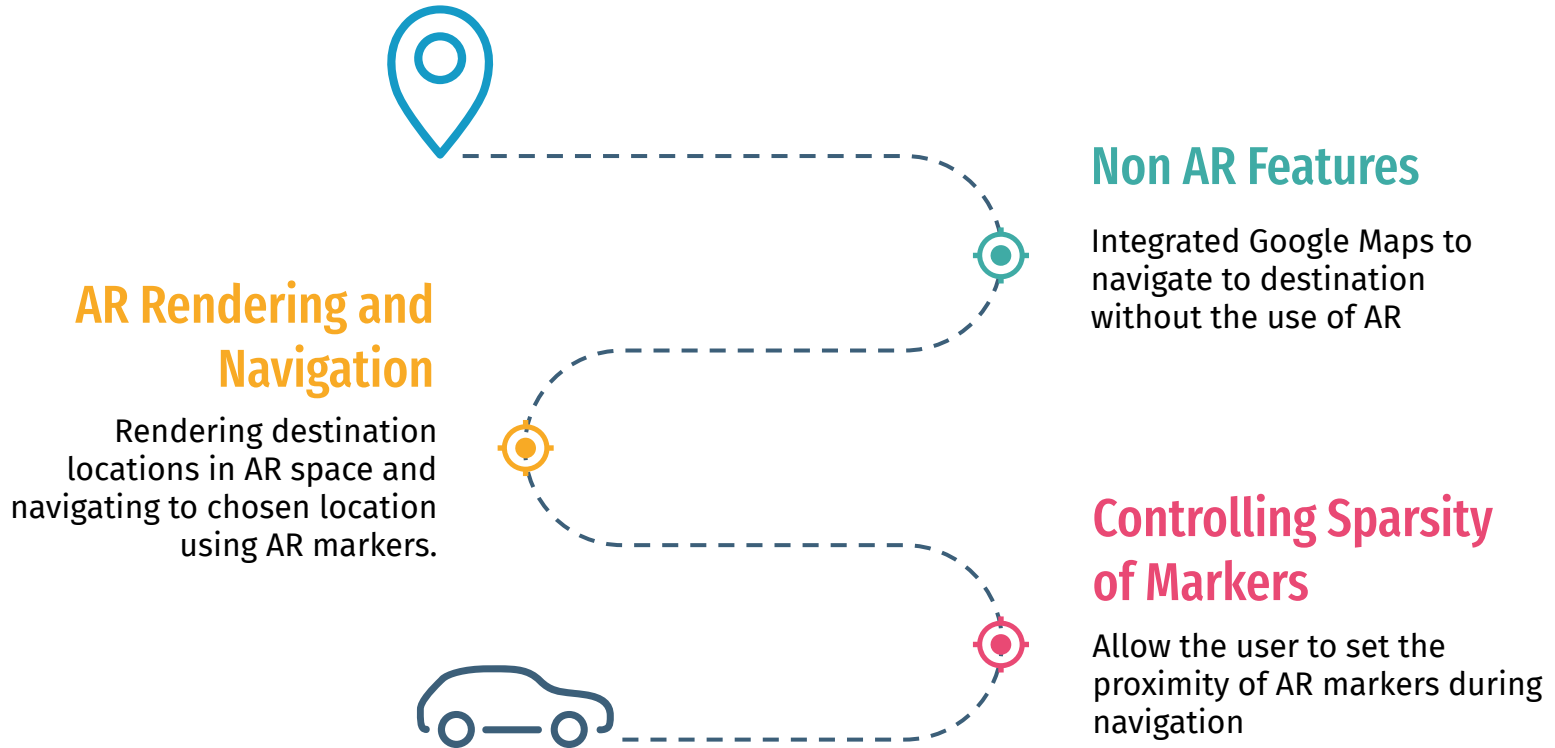 Non AR Features
Integrated Google Maps to
navigate to destination
without the use of AR
AR Rendering and
Navigation
Rendering destination
locations in AR space and
navigating to chosen location
using AR markers.
Controlling Sparsity
of Markers
Allow the user to set the
proximity of AR markers during
navigation